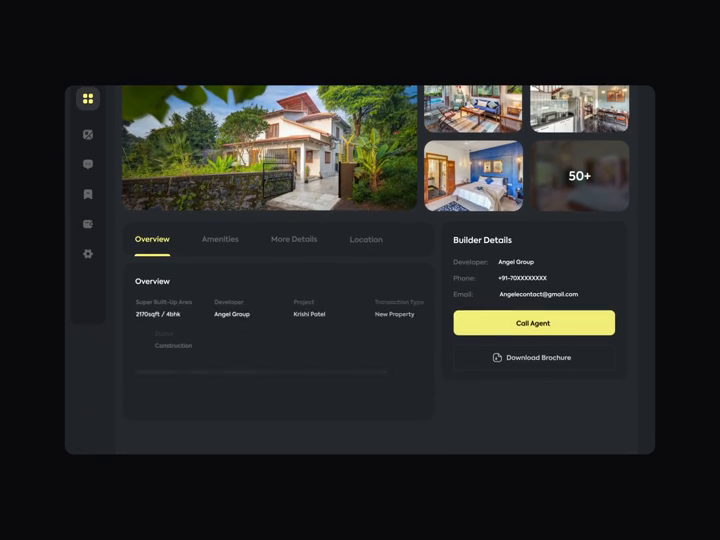 50+
Overview Amenities More Details Location
Overview
Super Built-Up Area Developer Project Transaction Type
2170sqft / 4bhk Angel Group Krishi Patel New Property
Construction
Builder Details
Developer: Angel Group
Phone: +91-70XXXXXXXX
Email: Angelecontact@gmail.com
Call Agent
Download Brochure